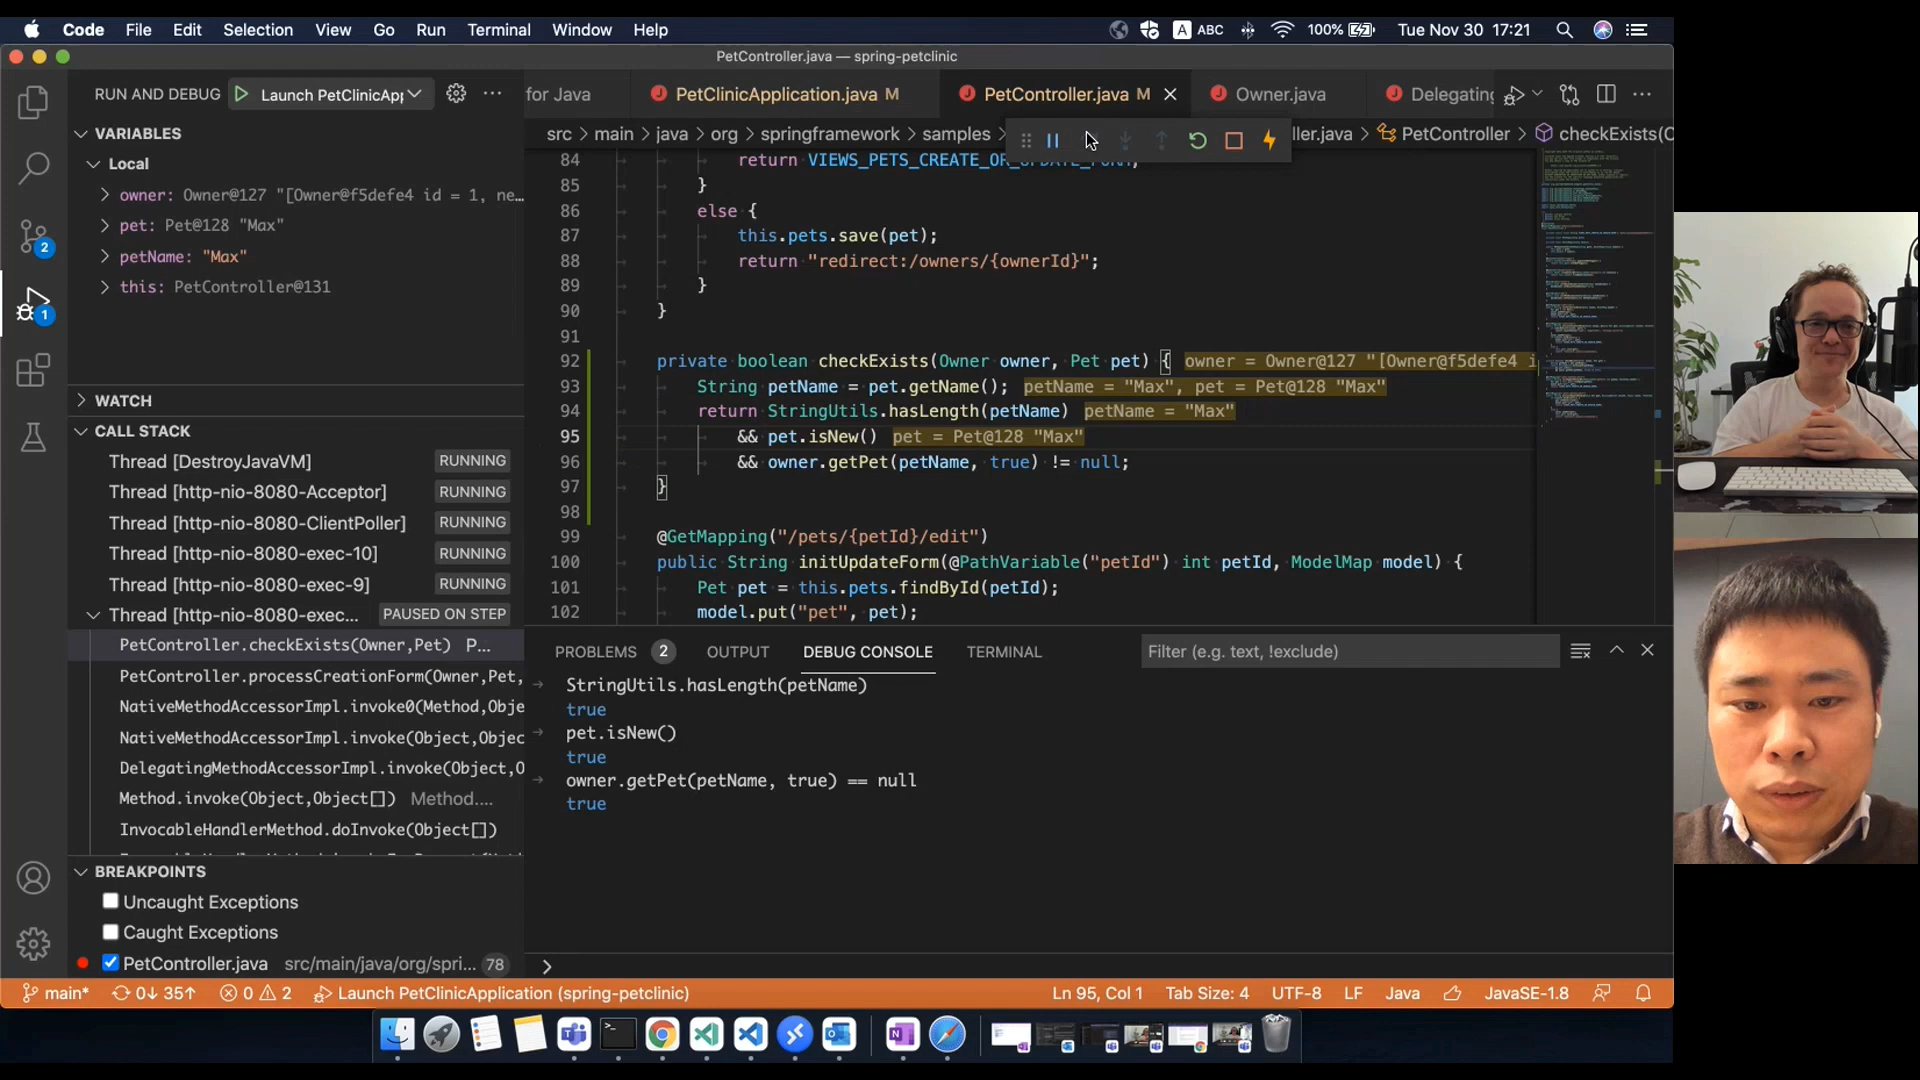 Code File Edit Selection View Go Run Terminal Window Help
A ABC 100% Tue Nov 30 17:21
PetController.java — spring-petclinic
RUN AND DEBUG Launch PetClinicAp
for Java PetClinicApplication.java M PetController.java M Owner.java Delegating
src > main > java > org > springframework > samples > ller.java > PetController > checkExists(O
VARIABLES
Local
owner: Owner@127 "[Owner@f5defe4 id = 1, ne…
pet: Pet@128 "Max"
petName: "Max"
this: PetController@131
WATCH
CALL STACK
Thread [DestroyJavaVM] RUNNING
Thread [http-nio-8080-Acceptor] RUNNING
Thread [http-nio-8080-ClientPoller] RUNNING
Thread [http-nio-8080-exec-10] RUNNING
Thread [http-nio-8080-exec-9] RUNNING
Thread [http-nio-8080-exec... PAUSED ON STEP
PetController.checkExists(Owner,Pet) P...
PetController.processCreationForm(Owner,Pet,
NativeMethodAccessorImpl.invoke0(Method,Obje
NativeMethodAccessorImpl.invoke(Object,Objec
DelegatingMethodAccessorImpl.invoke(Object,O
Method.invoke(Object,Object[]) Method....
InvocableHandlerMethod.doInvoke(Object[])
BREAKPOINTS
Uncaught Exceptions
Caught Exceptions
PetController.java src/main/java/org/spri... 78
2
1
84 return VIEWS_PETS_CREATE_OR_UPDATE_FORM;
85 }
86 else {
87 this.pets.save(pet);
88 return "redirect:/owners/{ownerId}";
89 }
90 }
91
92 private boolean checkExists(Owner owner, Pet pet) { owner = Owner@127 "[Owner@f5defe4 i
93 String petName = pet.getName(); petName = "Max", pet = Pet@128 "Max"
94 return StringUtils.hasLength(petName) petName = "Max"
95 && pet.isNew() pet = Pet@128 "Max"
96 && owner.getPet(petName, true) != null;
97 }
98
99 @GetMapping("/pets/{petId}/edit")
100 public String initUpdateForm(@PathVariable("petId") int petId, ModelMap model) {
101 Pet pet = this.pets.findById(petId);
102 model.put("pet", pet);
PROBLEMS 2 OUTPUT DEBUG CONSOLE TERMINAL Filter (e.g. text, !exclude)
StringUtils.hasLength(petName)
true
pet.isNew()
true
owner.getPet(petName, true) == null
true
main* 0↓ 35↑ 0 2 Launch PetClinicApplication (spring-petclinic) Ln 95, Col 1 Tab Size: 4 UTF-8 LF Java JavaSE-1.8